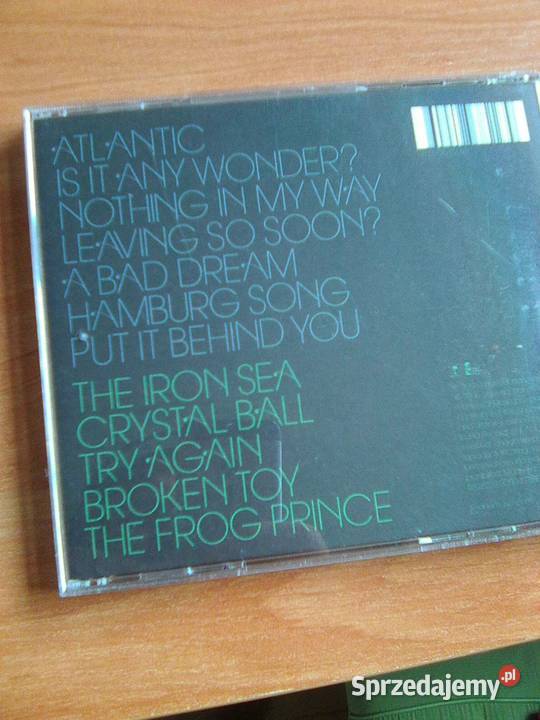 ATLANTIC
IS IT ANY WONDER?
NOTHING IN MY WAY
LEAVING SO SOON?
A BAD DREAM
HAMBURG SONG
PUT IT BEHIND YOU
THE IRON SEA
CRYSTAL BALL
TRY AGAIN
BROKEN TOY
THE FROG PRINCE
Sprzedajemy.pl